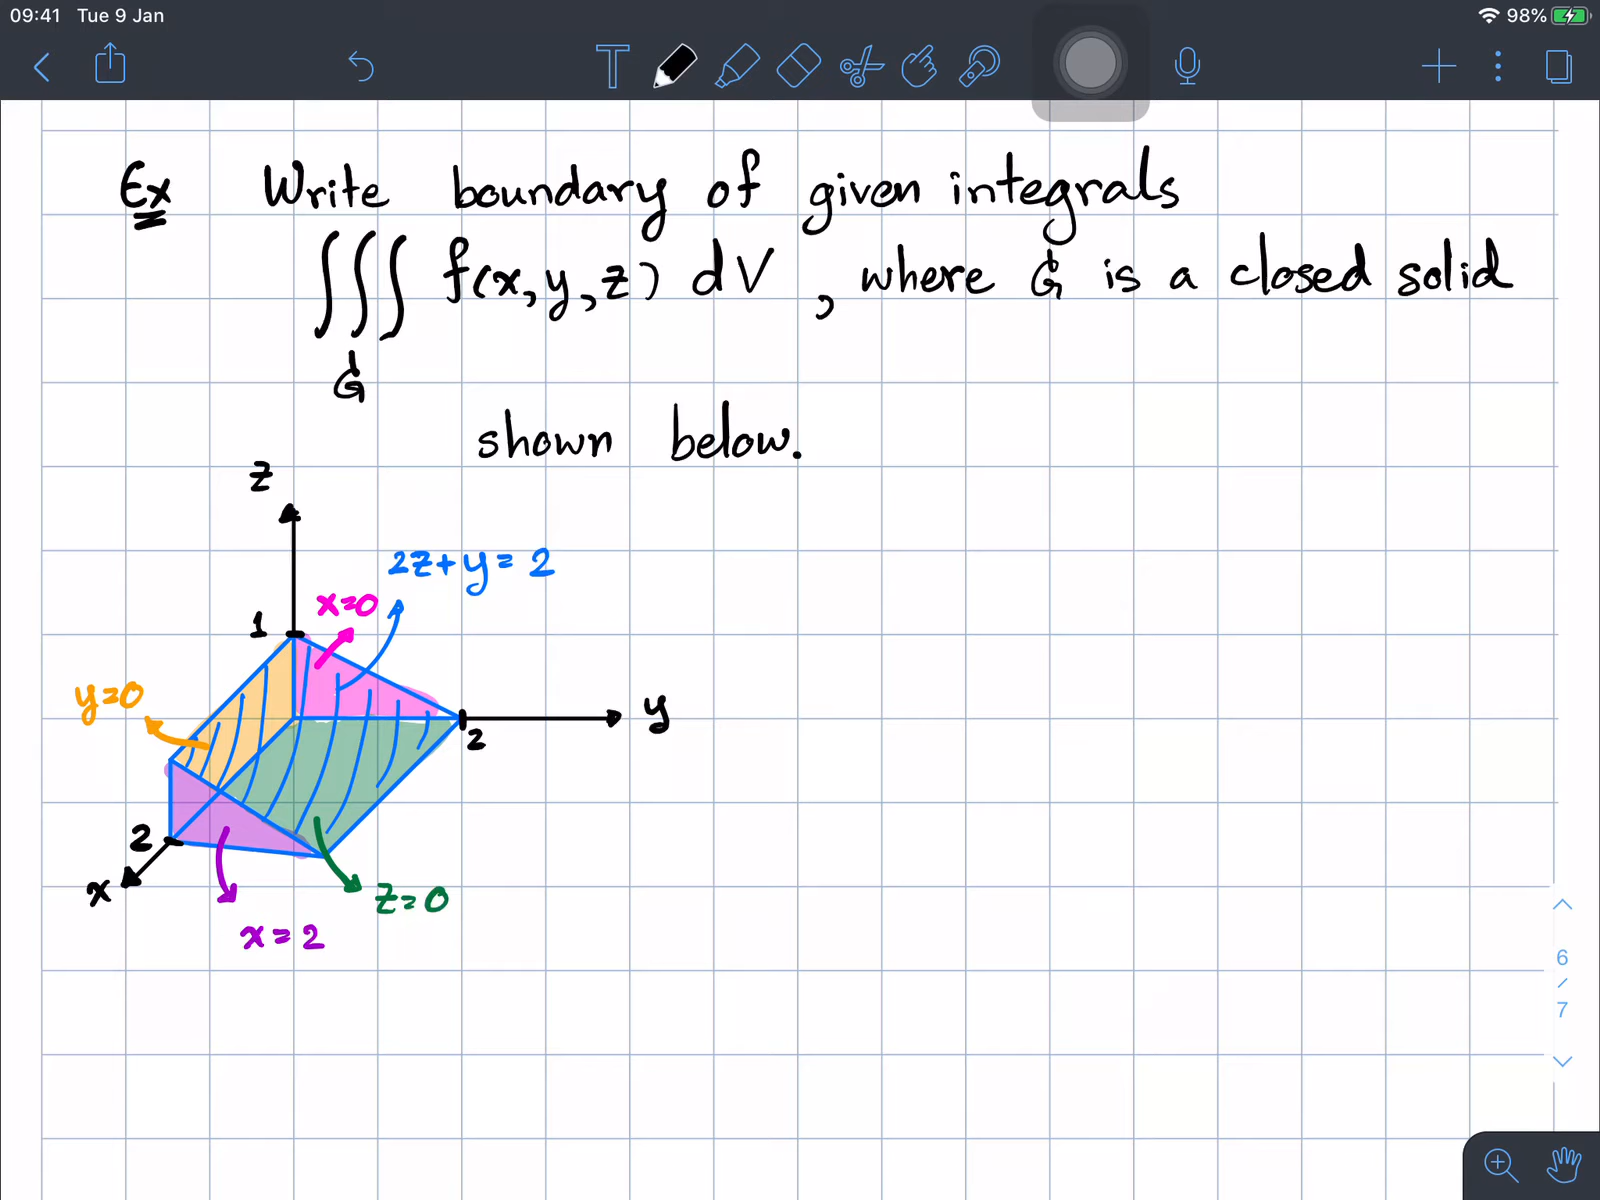 09:41 Tue 9 Jan
98%
Ex Write boundary of given integrals
∭ f(x,y,z) dV , where G is a closed solid
G
shown below.
z
2z+y=2
x=0
1
y=0
y
2
2
x
z=0
x=2
6
/
7